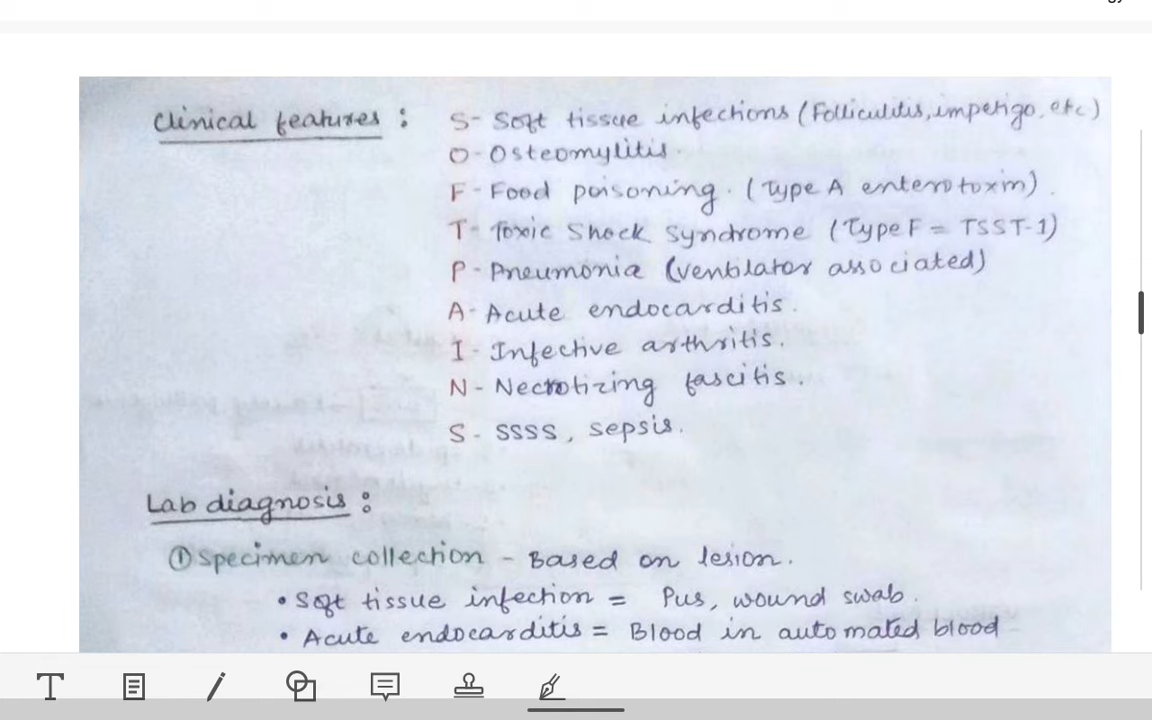 Clinical features :
S- Soft tissue infections (Folliculitis, impetigo, etc)
O- Osteomylitis.
F- Food poisoning. (Type A enterotoxin).
T- Toxic Shock Syndrome (Type F = TSST-1)
P- Pneumonia (ventilator associated)
A- Acute endocarditis.
I- Infective arthritis.
N- Necrotizing fascitis.
S- SSSS, sepsis.
Lab diagnosis :
① Specimen collection - Based on lesion.
• Soft tissue infection = Pus, wound swab.
• Acute endocarditis = Blood in automated blood
T